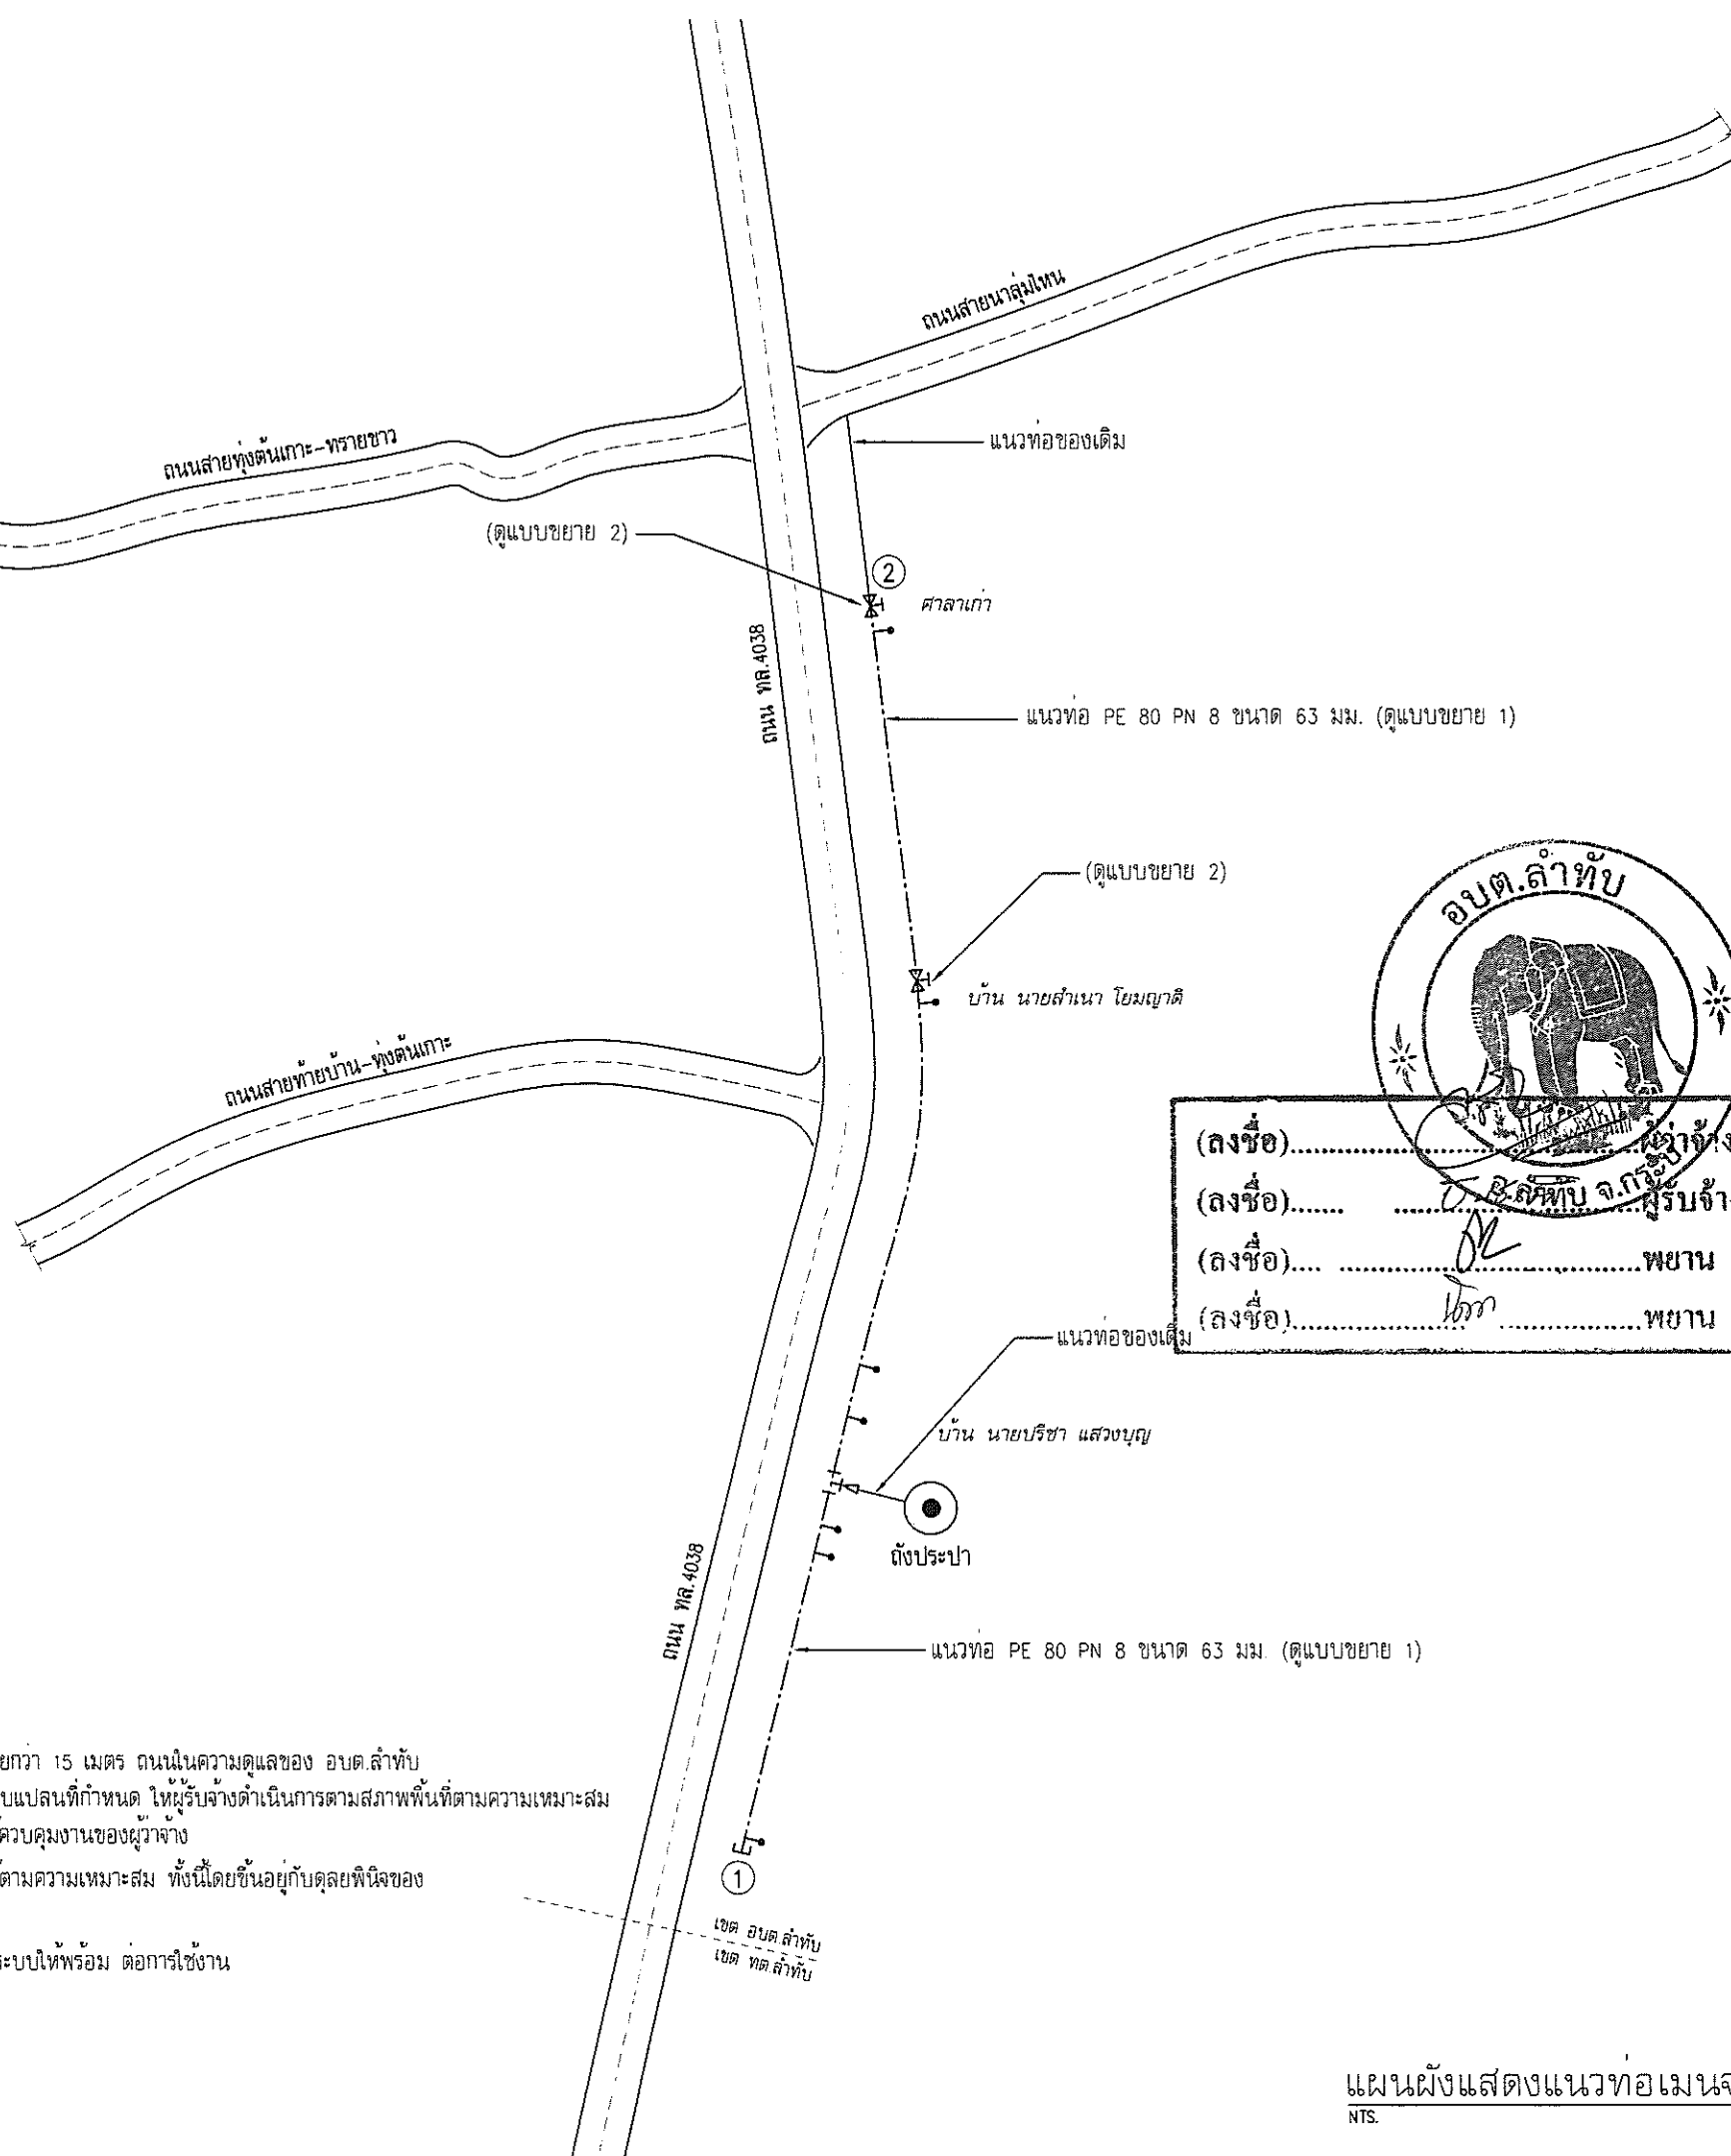 ถนนสายนาลุ่มไหน
ถนนสายทุ่งต้นเกาะ-ทรายขาว
แนวท่อของเดิม
(ดูแบบขยาย 2)
2
ศาลาเก่า
ถนน ทล.4038
แนวท่อ PE 80 PN 8 ขนาด 63 มม. (ดูแบบขยาย 1)
(ดูแบบขยาย 2)
อบต.ลำทับ
บ้าน นายสำเนา โยมญาติ
ถนนสายท้ายบ้าน-ทุ่งต้นเกาะ
(ลงชื่อ)..............................ผู้ว่าจ้าง
(ลงชื่อ)..............................ผู้รับจ้าง
อ.ลำทับ จ.กระบี่
(ลงชื่อ)..............................พยาน
(ลงชื่อ)..............................พยาน
แนวท่อของเดิม
บ้าน นายปรีชา แสวงบุญ
ถังประปา
ถนน ทล.4038
แนวท่อ PE 80 PN 8 ขนาด 63 มม. (ดูแบบขยาย 1)
ยกว่า 15 เมตร ถนนในความดูแลของ อบต.ลำทับ
บแปลนที่กำหนด ให้ผู้รับจ้างดำเนินการตามสภาพพื้นที่ตามความเหมาะสม
ควบคุมงานของผู้ว่าจ้าง
ตามความเหมาะสม ทั้งนี้โดยขึ้นอยู่กับดุลยพินิจของ
1
เขต อบต.ลำทับ
เขต ทต.ลำทับ
ระบบให้พร้อม ต่อการใช้งาน
แผนผังแสดงแนวท่อเมนจ
NTS.